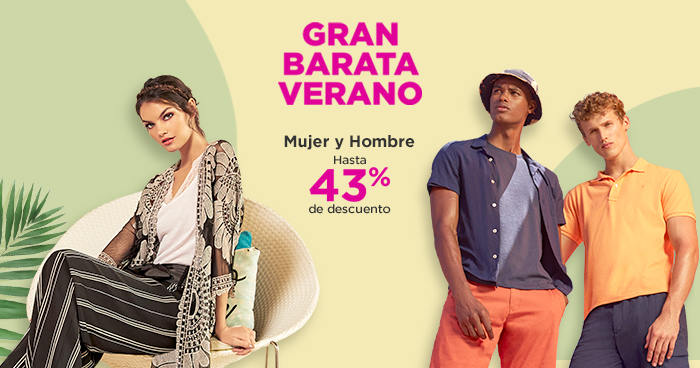 GRAN
BARATA
VERANO
Mujer y Hombre
Hasta
43%
de descuento